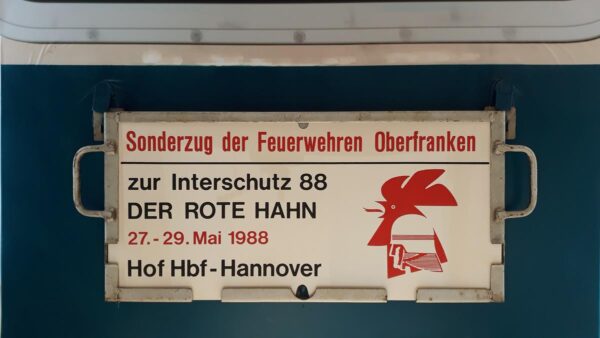 Sonderzug der Feuerwehren Oberfranken
zur Interschutz 88
DER ROTE HAHN
27.-29. Mai 1988
Hof Hbf - Hannover